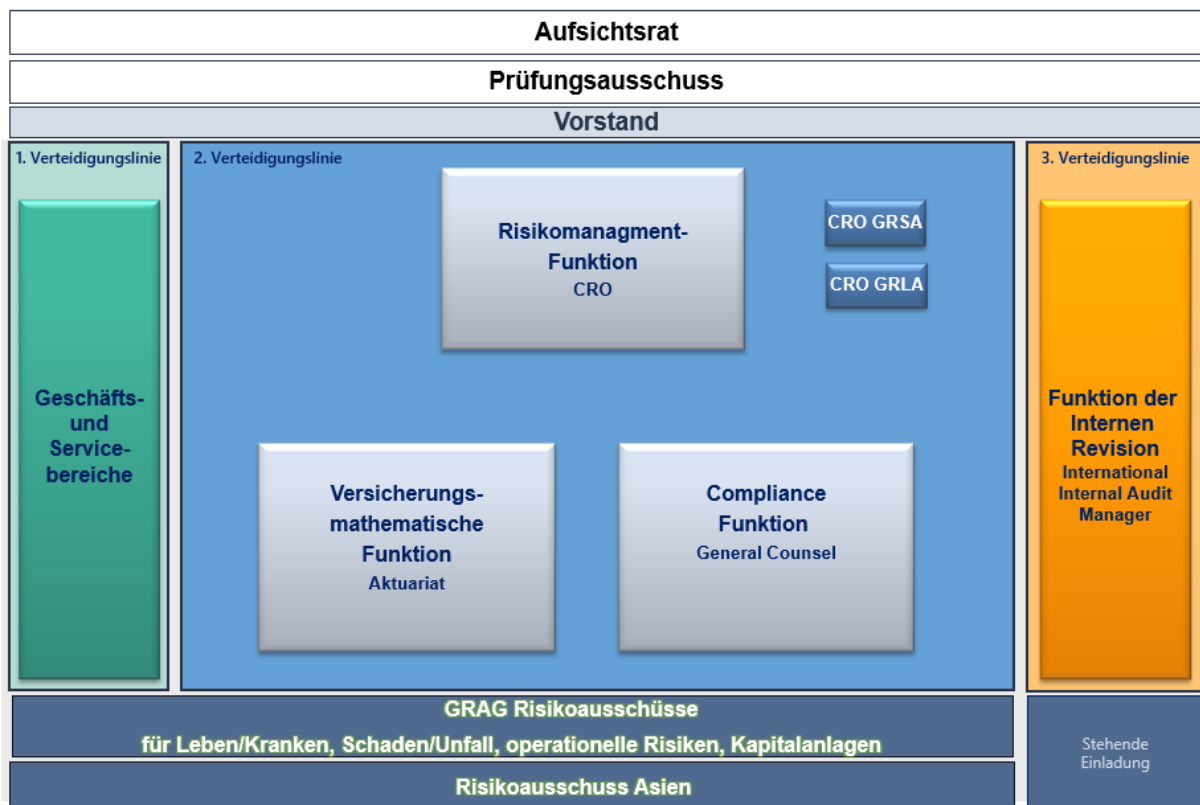 Aufsichtsrat
Prüfungsausschuss
Vorstand
1. Verteidigungslinie
Geschäfts-
und
Service-
bereiche
2. Verteidigungslinie
Risikomanagment-
Funktion
CRO
CRO GRSA
CRO GRLA
Versicherungs-
mathematische
Funktion
Aktuariat
Compliance
Funktion
General Counsel
3. Verteidigungslinie
Funktion der
Internen
Revision
International
Internal Audit
Manager
GRAG Risikoausschüsse
für Leben/Kranken, Schaden/Unfall, operationelle Risiken, Kapitalanlagen
Risikoausschuss Asien
Stehende
Einladung